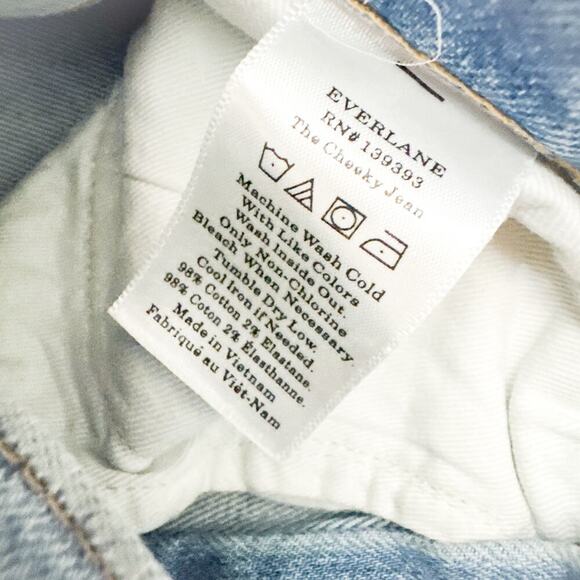 EVERLANE
RN# 139393
The Cheeky Jean
Machine Wash Cold
With Like Colors
Wash Inside Out.
Only Non-Chlorine
Bleach When Necessary.
Tumble Dry Low.
Cool Iron if Needed.
98% Cotton 2% Elastane.
98% Coton 2% Élasthanne.
Made in Vietnam
Fabriqué au Viêt-Nam